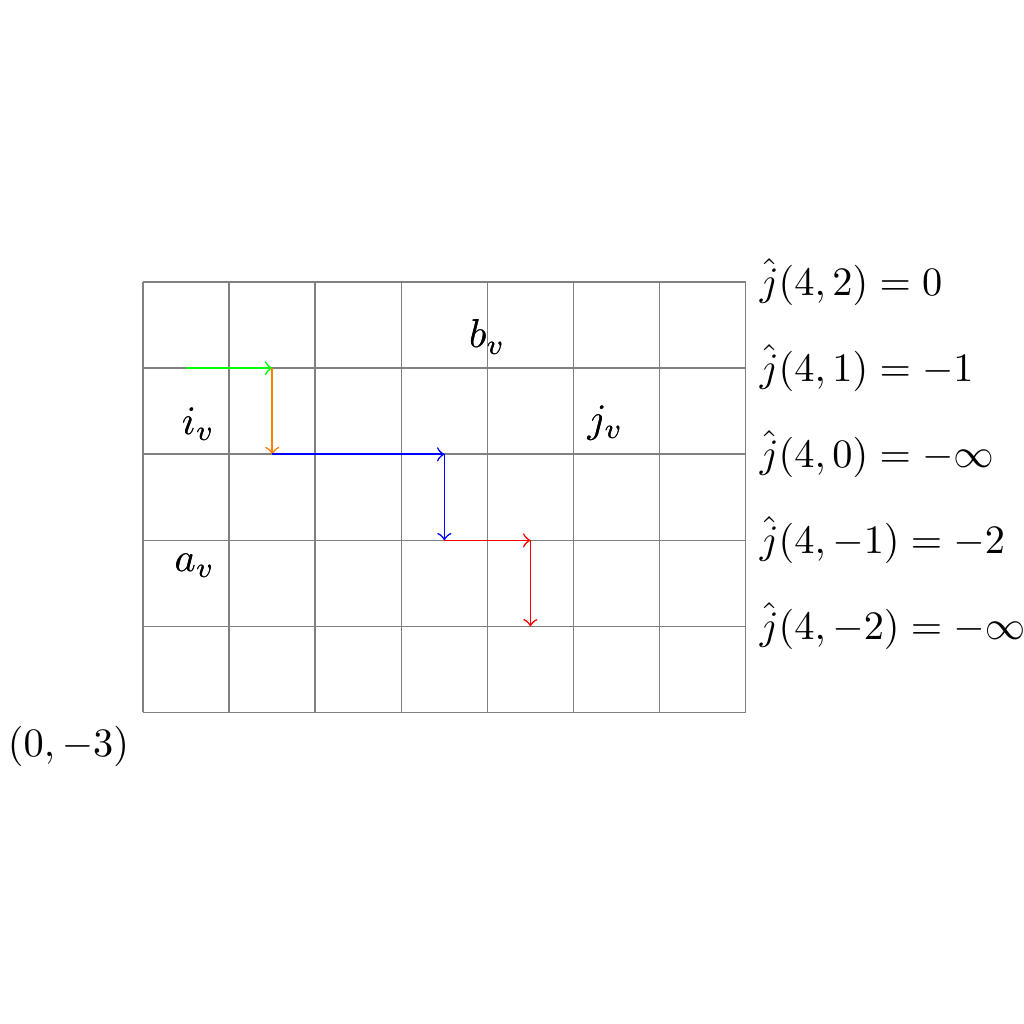 ĵ(4, 2) = 0
b_v
ĵ(4, 1) = −1
i_v
j_v
ĵ(4, 0) = −∞
ĵ(4, −1) = −2
a_v
ĵ(4, −2) = −∞
(0, −3)